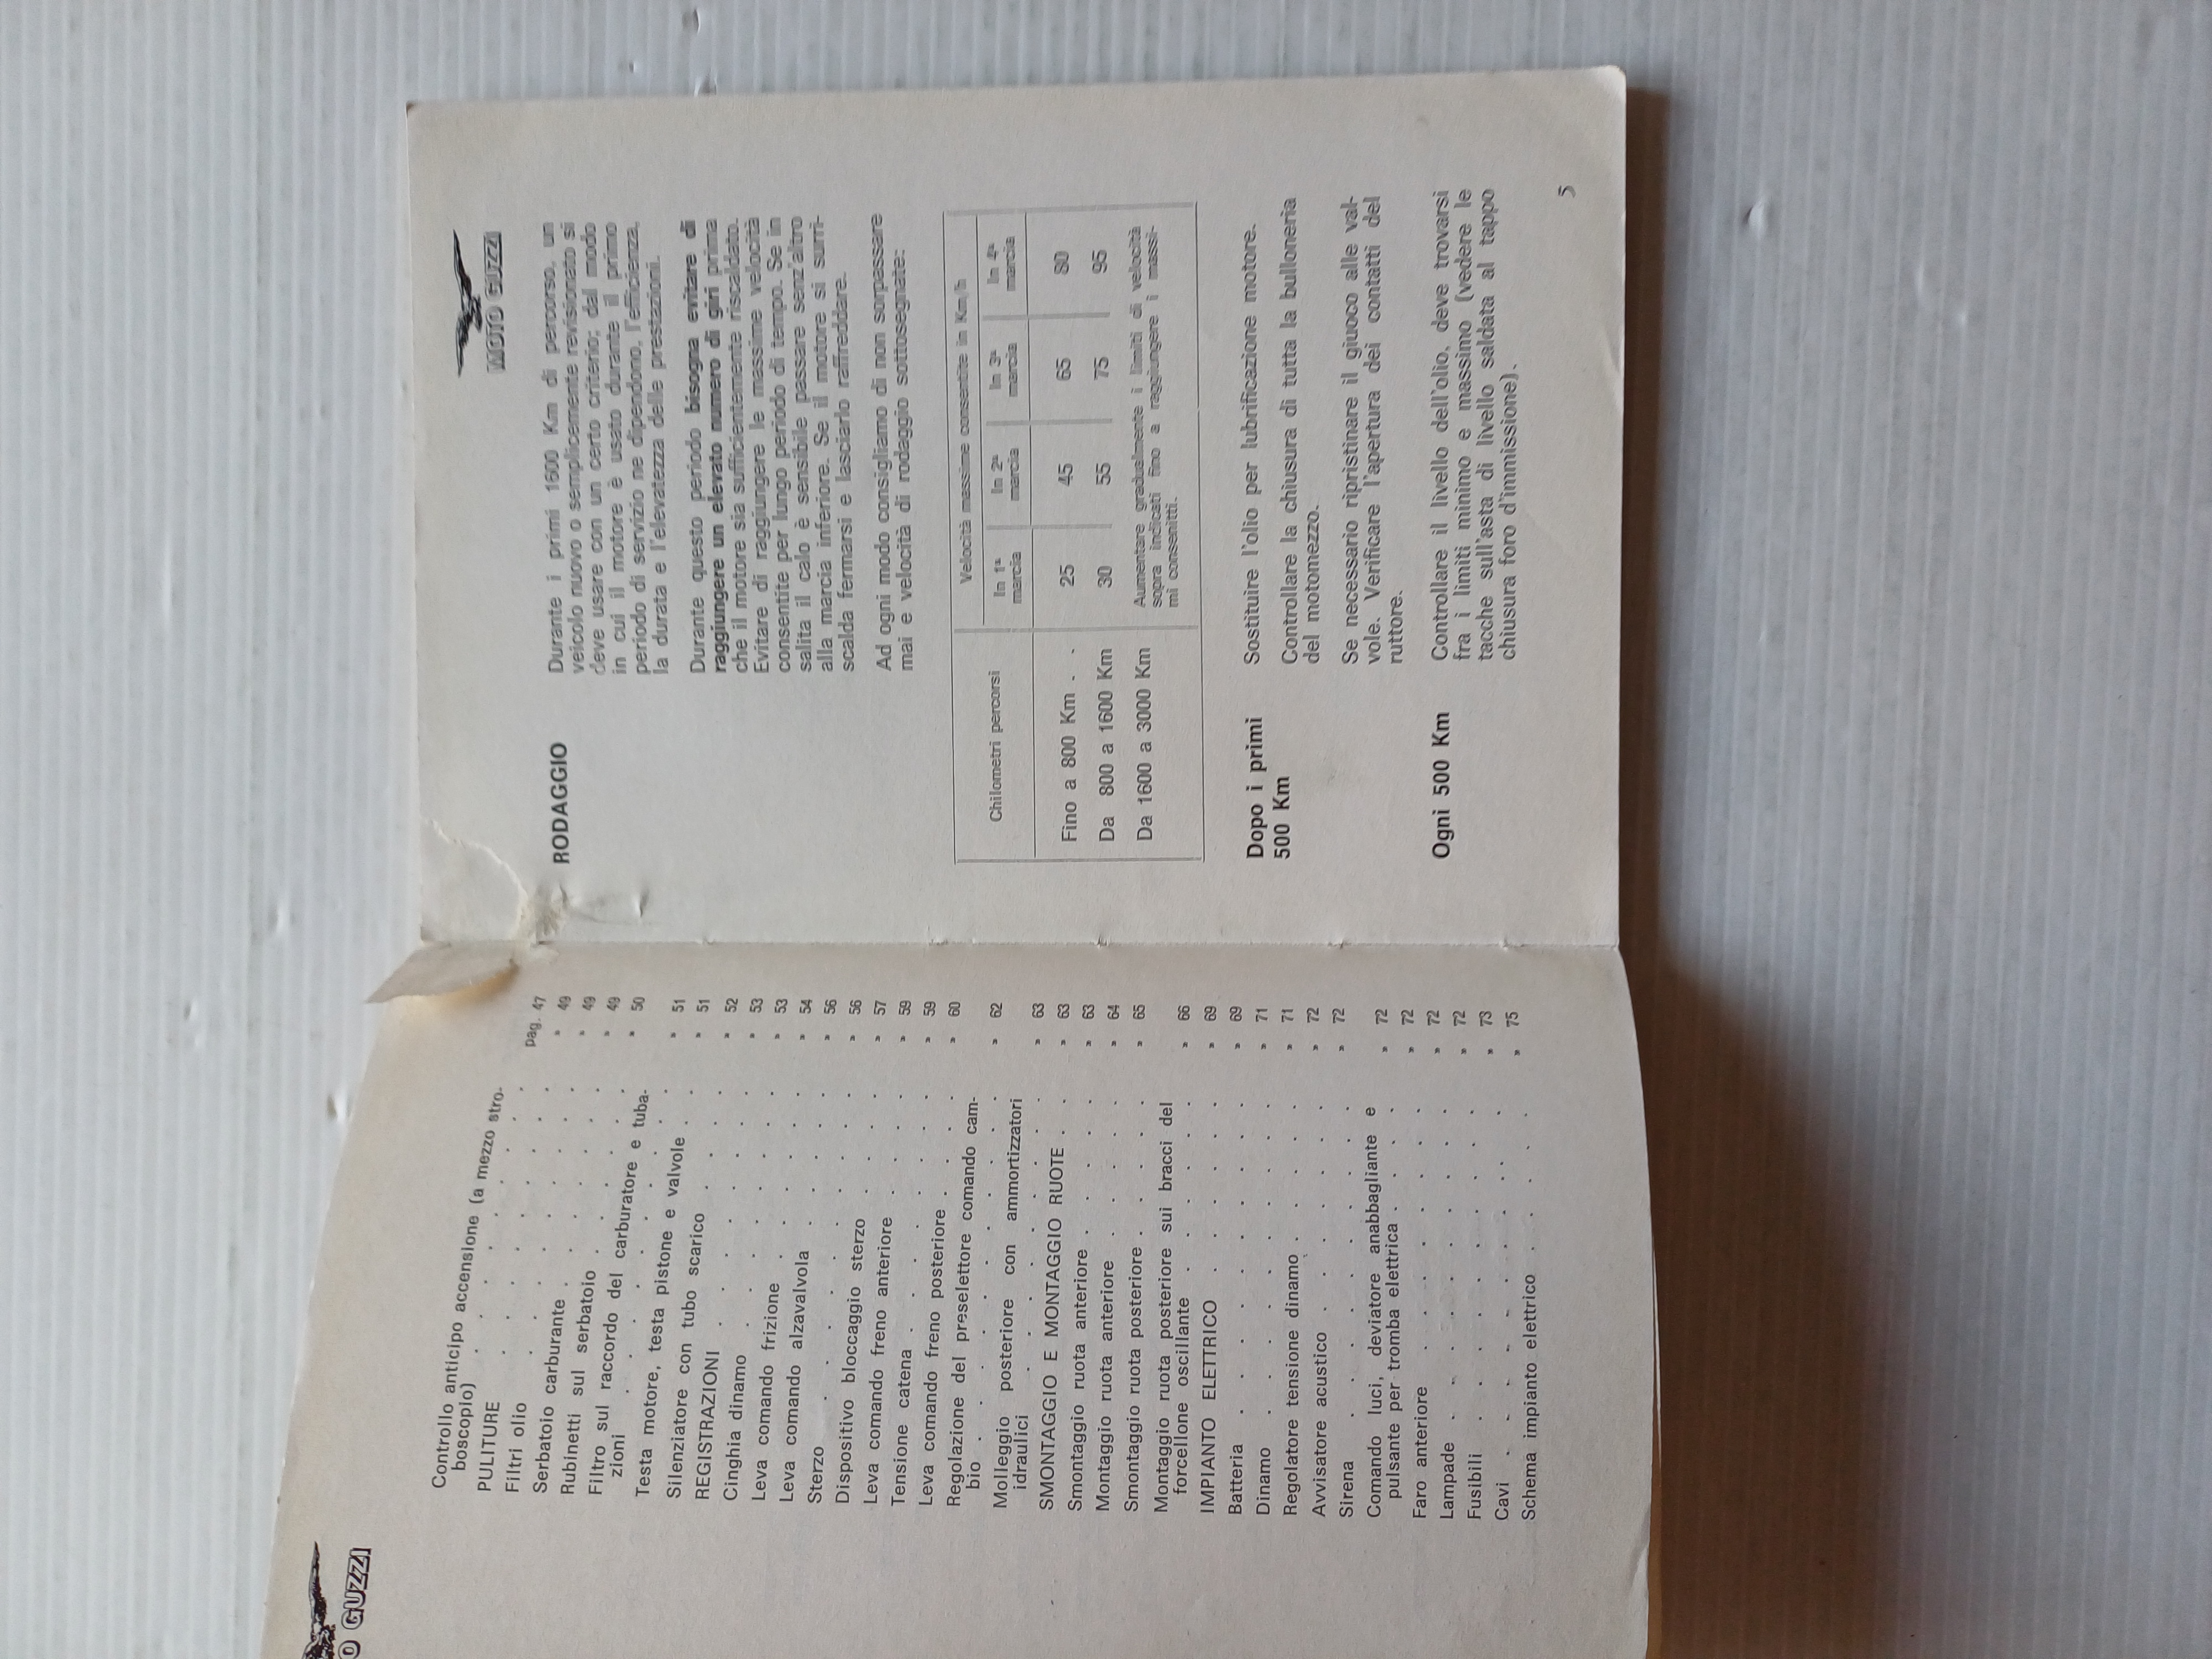 O GUZZI
Controllo anticipo accensione (a mezzo stro-
boscopio) . . . . . . . pag. 47
PULITURE . . . . . . . » 49
Filtri olio . . . . . . . » 49
Serbatoio carburante . . . . . » 49
Rubinetti sul serbatoio . . . . . » 50
Filtro sul raccordo del carburatore e tuba-
zioni . . . . . . . . » 51
Testa motore, testa pistone e valvole . . » 51
Silenziatore con tubo scarico . . . . » 52
REGISTRAZIONI . . . . . . » 53
Cinghia dinamo . . . . . . » 53
Leva comando frizione . . . . . » 54
Leva comando alzavalvola . . . . » 56
Sterzo . . . . . . . . » 56
Dispositivo bloccaggio sterzo . . . . » 57
Leva comando freno anteriore . . . . » 59
Tensione catena . . . . . . » 59
Leva comando freno posteriore . . . . » 60
Regolazione del preselettore comando cam-
bio . . . . . . . . » 62
Molleggio posteriore con ammortizzatori
idraulici . . . . . . . » 63
SMONTAGGIO E MONTAGGIO RUOTE . . » 63
Smontaggio ruota anteriore . . . . » 63
Montaggio ruota anteriore . . . . » 64
Smontaggio ruota posteriore . . . . » 65
Montaggio ruota posteriore sui bracci del
forcellone oscillante . . . . . » 66
IMPIANTO ELETTRICO . . . . . » 69
Batteria . . . . . . . . » 69
Dinamo . . . . . . . . » 71
Regolatore tensione dinamo . . . . » 71
Avvisatore acustico . . . . . . » 72
Sirena . . . . . . . . » 72
Comando luci, deviatore anabbagliante e
pulsante per tromba elettrica . . . . » 72
Faro anteriore . . . . . . » 72
Lampade . . . . . . . » 72
Fusibili . . . . . . . . » 72
Cavi . . . . . . . . » 73
Schema impianto elettrico . . . . » 75
MOTO GUZZI
RODAGGIO
Durante i primi 1600 Km di percorso, un
veicolo nuovo o semplicemente revisionato si
deve usare con un certo criterio; dal modo
in cui il motore è usato durante il primo
periodo di servizio ne dipendono, l'efficienza,
la durata e l'elevatezza delle prestazioni.
Durante questo periodo bisogna evitare di
raggiungere un elevato numero di giri prima
che il motore sia sufficientemente riscaldato.
Evitare di raggiungere le massime velocità
consentite per lungo periodo di tempo. Se in
salita il calo è sensibile passare senz'altro
alla marcia inferiore. Se il motore si surri-
scalda fermarsi e lasciarlo raffreddare.
Ad ogni modo consigliamo di non sorpassare
mai e velocità di rodaggio sottosegnate:
Chilometri percorsi
Velocità massime consentite in Km/h
In 1ª marcia In 2ª marcia In 3ª marcia In 4ª marcia
Fino a 800 Km . . 25 45 65 80
Da 800 a 1600 Km 30 55 75 95
Da 1600 a 3000 Km Aumentare gradualmente i limiti di velocità
sopra indicati fino a raggiungere i massi-
mi consentiti.
Dopo i primi
500 Km
Sostituire l'olio per lubrificazione motore.
Controllare la chiusura di tutta la bulloneria
del motomezzo.
Se necessario ripristinare il giuoco alle val-
vole. Verificare l'apertura dei contatti del
ruttore.
Ogni 500 Km
Controllare il livello dell'olio, deve trovarsi
fra i limiti minimo e massimo (vedere le
tacche sull'asta di livello saldata al tappo
chiusura foro d'immissione).
5